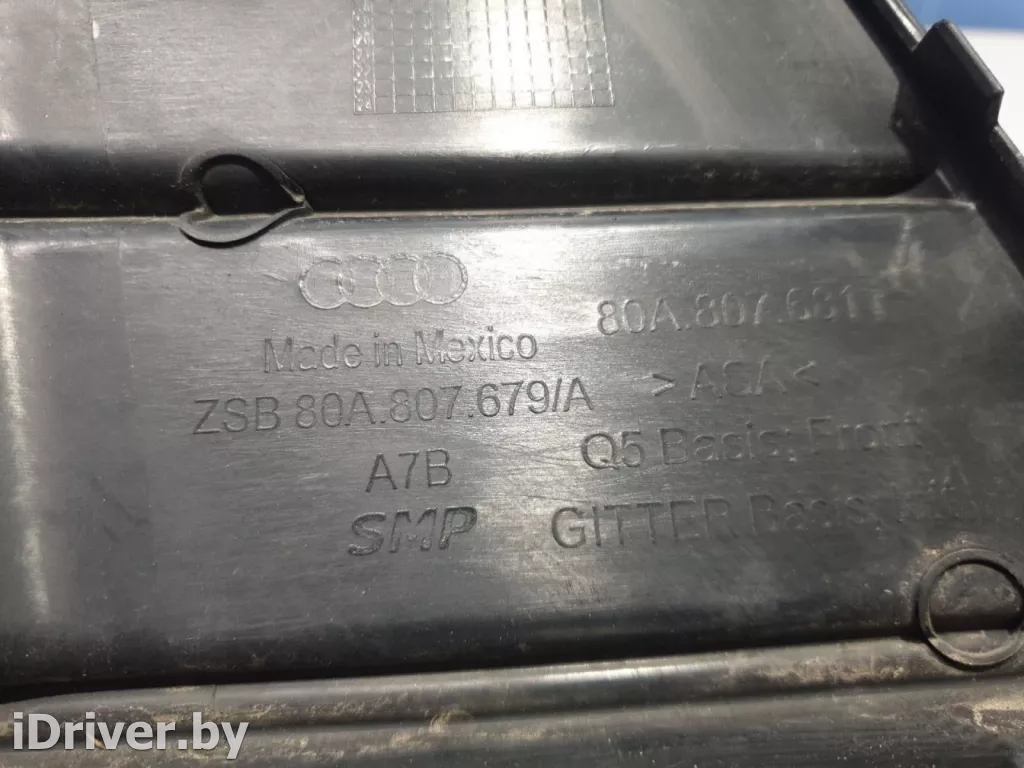 Made in Mexico
ZSB 80A.807.679/A
A7B
SMP
80A.807.681
>ASA<
Q5 Basis: Front
GITTER Basis
iDriver.by